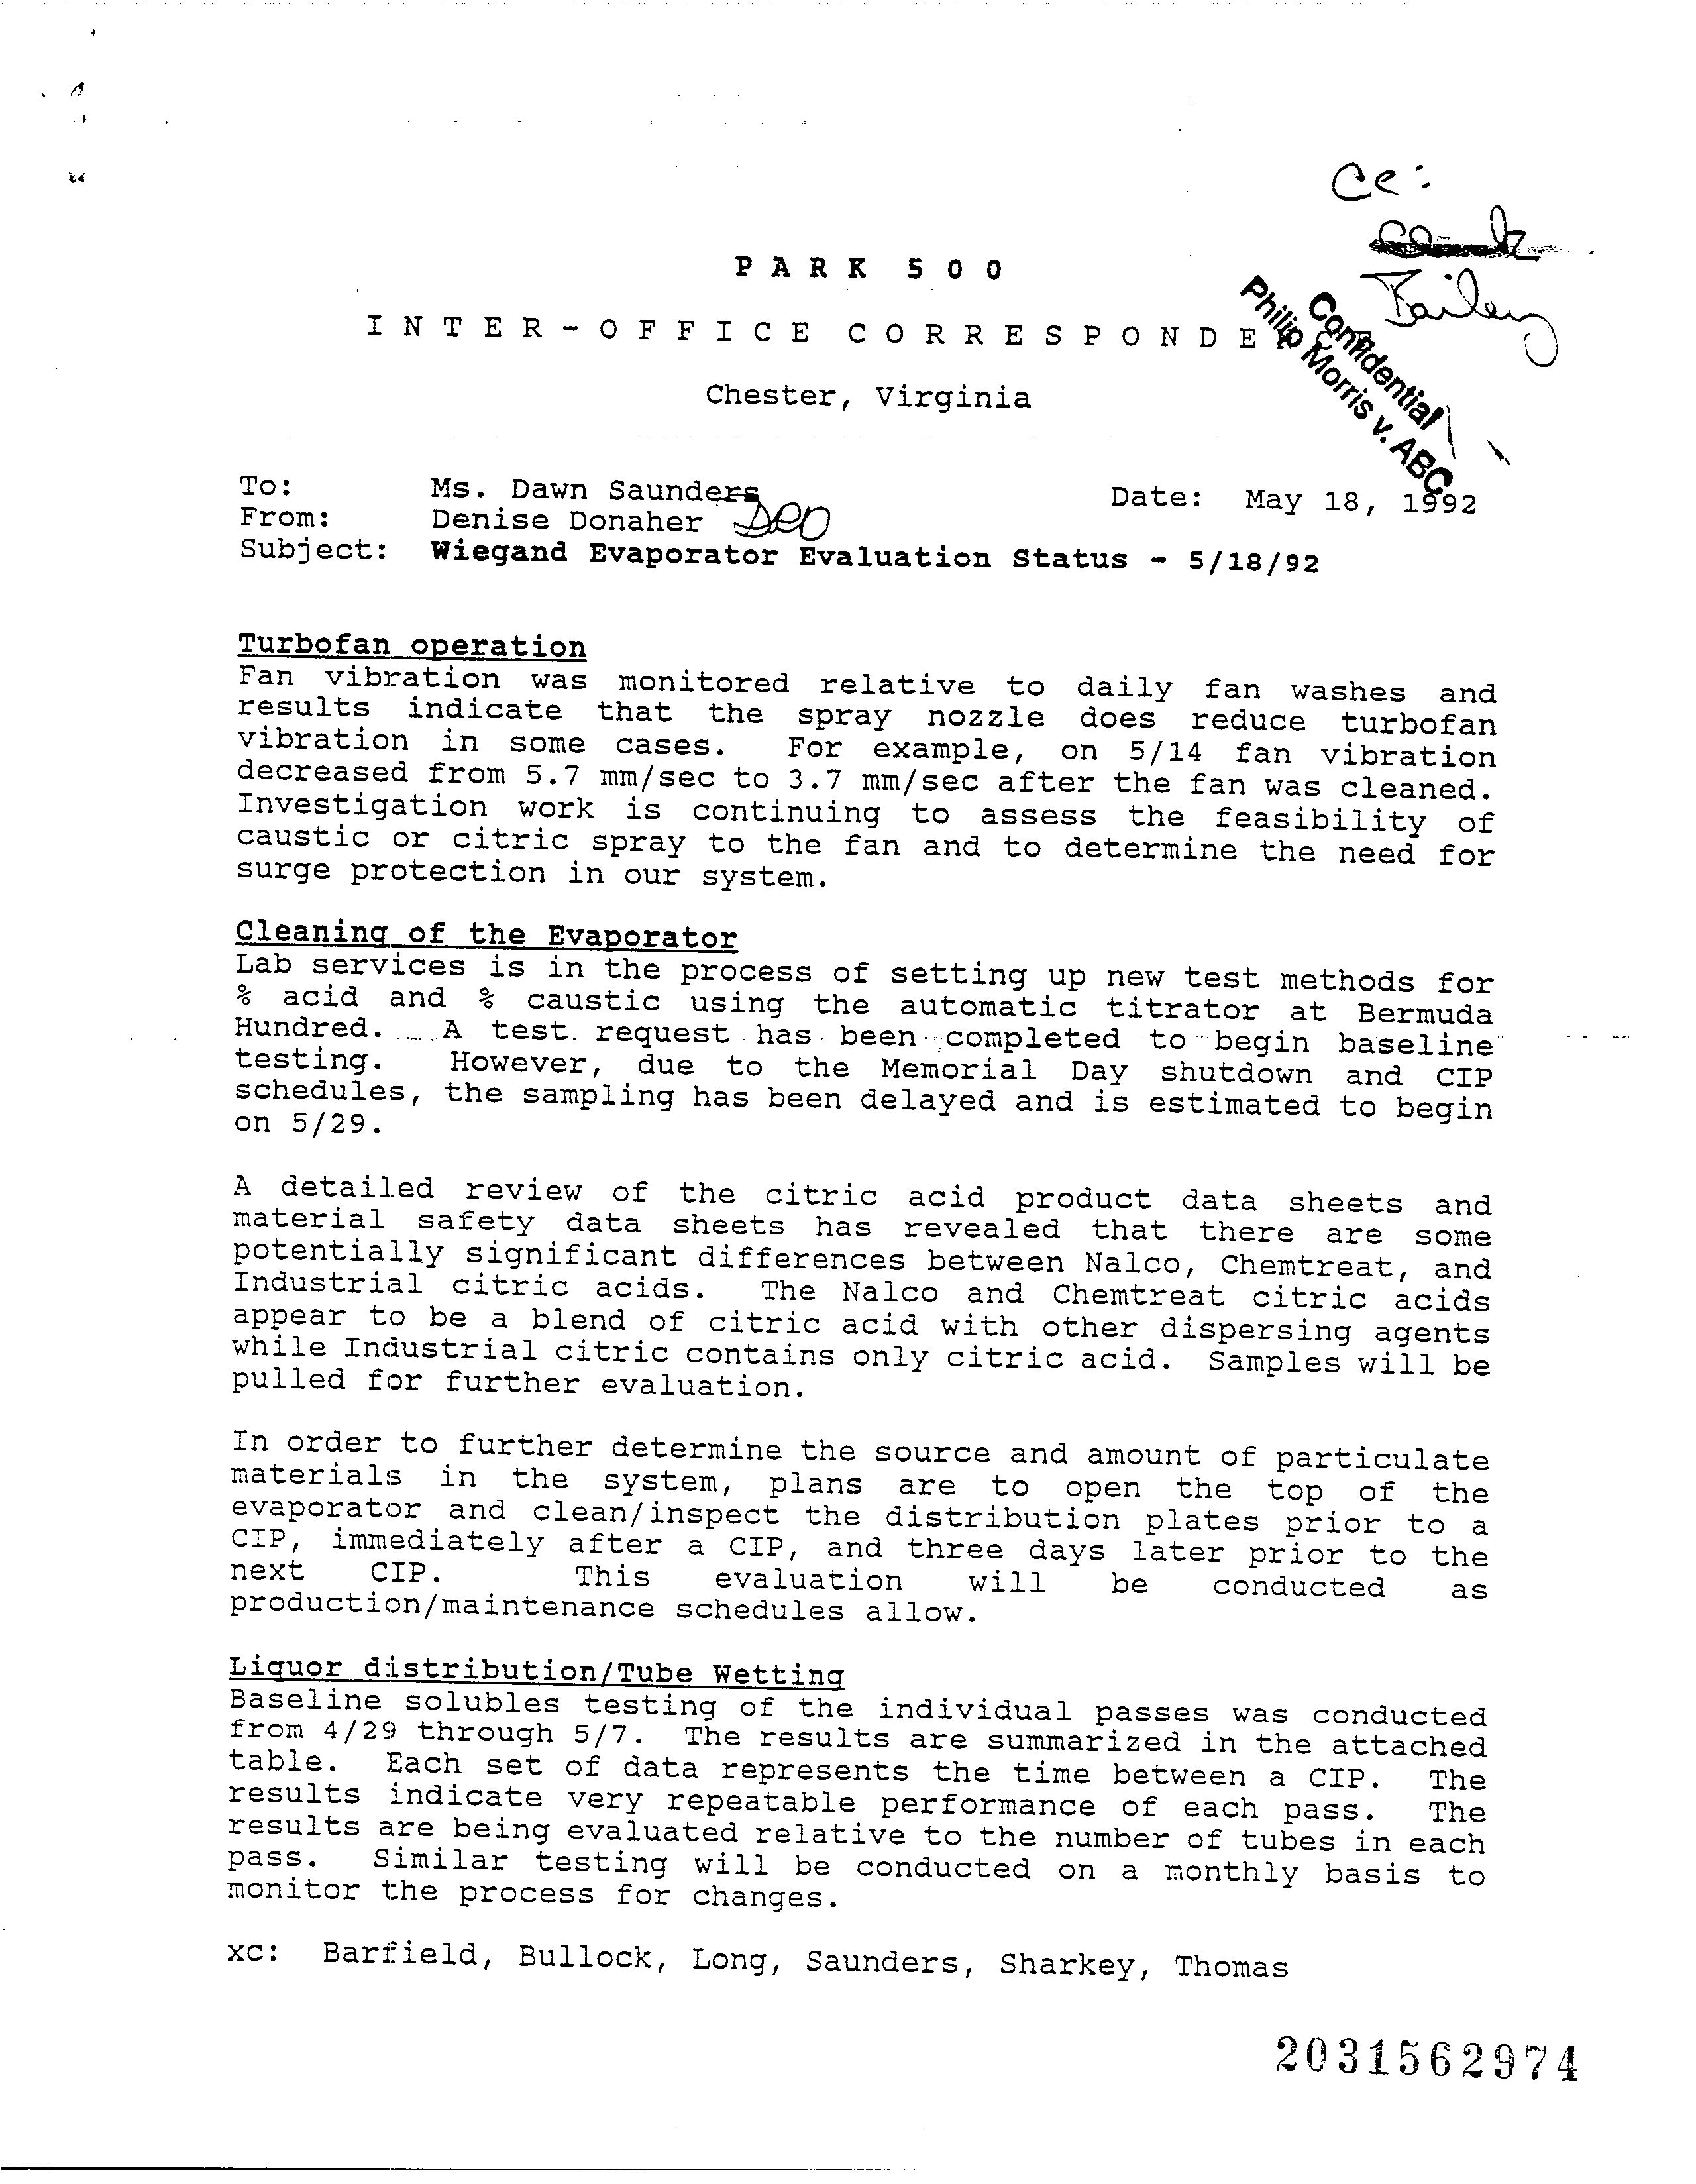 cc:
Bailey
PARK 500
INTER-OFFICE CORRESPONDE
Confidential
Philip Morris v. ABC
Chester, Virginia
To: Ms. Dawn Saunders
Date: May 18, 1992
From: Denise Donaher
Subject: Wiegand Evaporator Evaluation Status - 5/18/92
Turbofan operation
Fan vibration was monitored relative to daily fan washes and
results indicate that the spray nozzle does reduce turbofan
vibration in some cases. For example, on 5/14 fan vibration
decreased from 5.7 mm/sec to 3.7 mm/sec after the fan was cleaned.
Investigation work is continuing to assess the feasibility of
caustic or citric spray to the fan and to determine the need for
surge protection in our system.
Cleaning of the Evaporator
Lab services is in the process of setting up new test methods for
% acid and % caustic using the automatic titrator at Bermuda
Hundred. A test request has been completed to begin baseline
testing. However, due to the Memorial Day shutdown and CIP
schedules, the sampling has been delayed and is estimated to begin
on 5/29.
A detailed review of the citric acid product data sheets and
material safety data sheets has revealed that there are some
potentially significant differences between Nalco, Chemtreat, and
Industrial citric acids. The Nalco and Chemtreat citric acids
appear to be a blend of citric acid with other dispersing agents
while Industrial citric contains only citric acid. Samples will be
pulled for further evaluation.
In order to further determine the source and amount of particulate
materials in the system, plans are to open the top of the
evaporator and clean/inspect the distribution plates prior to a
CIP, immediately after a CIP, and three days later prior to the
next CIP. This evaluation will be conducted as
production/maintenance schedules allow.
Liquor distribution/Tube Wetting
Baseline solubles testing of the individual passes was conducted
from 4/29 through 5/7. The results are summarized in the attached
table. Each set of data represents the time between a CIP. The
results indicate very repeatable performance of each pass. The
results are being evaluated relative to the number of tubes in each
pass. Similar testing will be conducted on a monthly basis to
monitor the process for changes.
xc: Barfield, Bullock, Long, Saunders, Sharkey, Thomas
2031562974